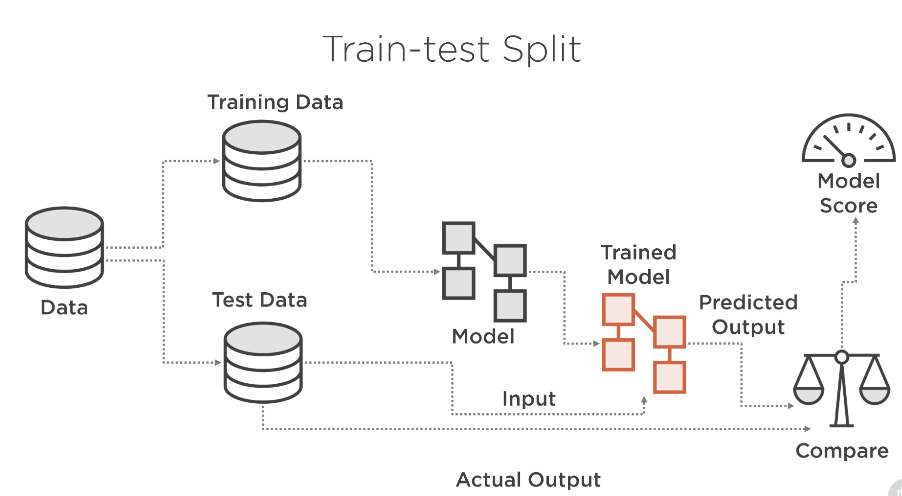 Train-test Split
Training Data
Model
Score
Trained
Model
Data
Test Data
Predicted
Output
Model
Input
Compare
Actual Output